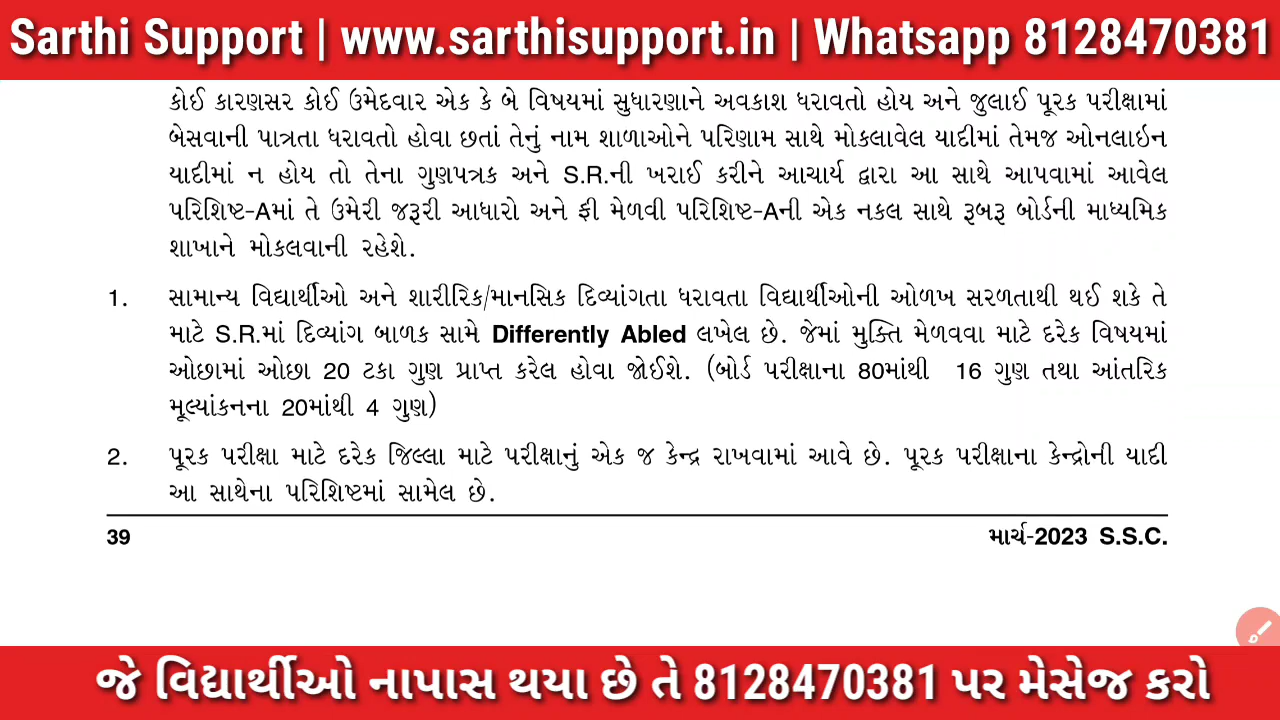 Sarthi Support | www.sarthisupport.in | Whatsapp 8128470381
કોઈ કારણસર કોઈ ઉમેદવાર એક કે બે વિષયમાં સુધારણાને અવકાશ ધરાવતો હોય અને જુલાઈ પૂરક પરીક્ષામાં
બેસવાની પાત્રતા ધરાવતો હોવા છતાં તેનું નામ શાળાઓને પરિણામ સાથે મોકલાવેલ યાદીમાં તેમજ ઓનલાઇન
યાદીમાં ન હોય તો તેના ગુણપત્રક અને S.R.ની ખરાઈ કરીને આચાર્ય દ્વારા આ સાથે આપવામાં આવેલ
પરિશિષ્ટ-Aમાં તે ઉમેરી જરૂરી આધારો અને ફી મેળવી પરિશિષ્ટ-Aની એક નકલ સાથે રૂબરૂ બોર્ડની માધ્યમિક
શાખાને મોકલવાની રહેશે.
1. સામાન્ય વિદ્યાર્થીઓ અને શારીરિક/માનસિક દિવ્યાંગતા ધરાવતા વિદ્યાર્થીઓની ઓળખ સરળતાથી થઈ શકે તે
માટે S.R.માં દિવ્યાંગ બાળક સામે Differently Abled લખેલ છે. જેમાં મુક્તિ મેળવવા માટે દરેક વિષયમાં
ઓછામાં ઓછા 20 ટકા ગુણ પ્રાપ્ત કરેલ હોવા જોઈશે. (બોર્ડ પરીક્ષાના 80માંથી 16 ગુણ તથા આંતરિક
મૂલ્યાંકનના 20માંથી 4 ગુણ)
2. પૂરક પરીક્ષા માટે દરેક જિલ્લા માટે પરીક્ષાનું એક જ કેન્દ્ર રાખવામાં આવે છે. પૂરક પરીક્ષાના કેન્દ્રોની યાદી
આ સાથેના પરિશિષ્ટમાં સામેલ છે.
39 માર્ચ-2023 S.S.C.
જે વિદ્યાર્થીઓ નાપાસ થયા છે તે 8128470381 પર મેસેજ કરો